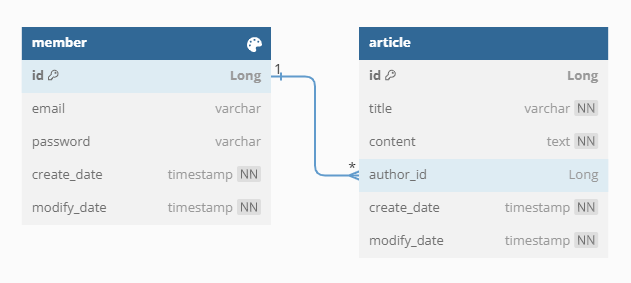 member
id Long
email varchar
password varchar
create_date timestamp NN
modify_date timestamp NN
1
*
article
id Long
title varchar NN
content text NN
author_id Long
create_date timestamp NN
modify_date timestamp NN